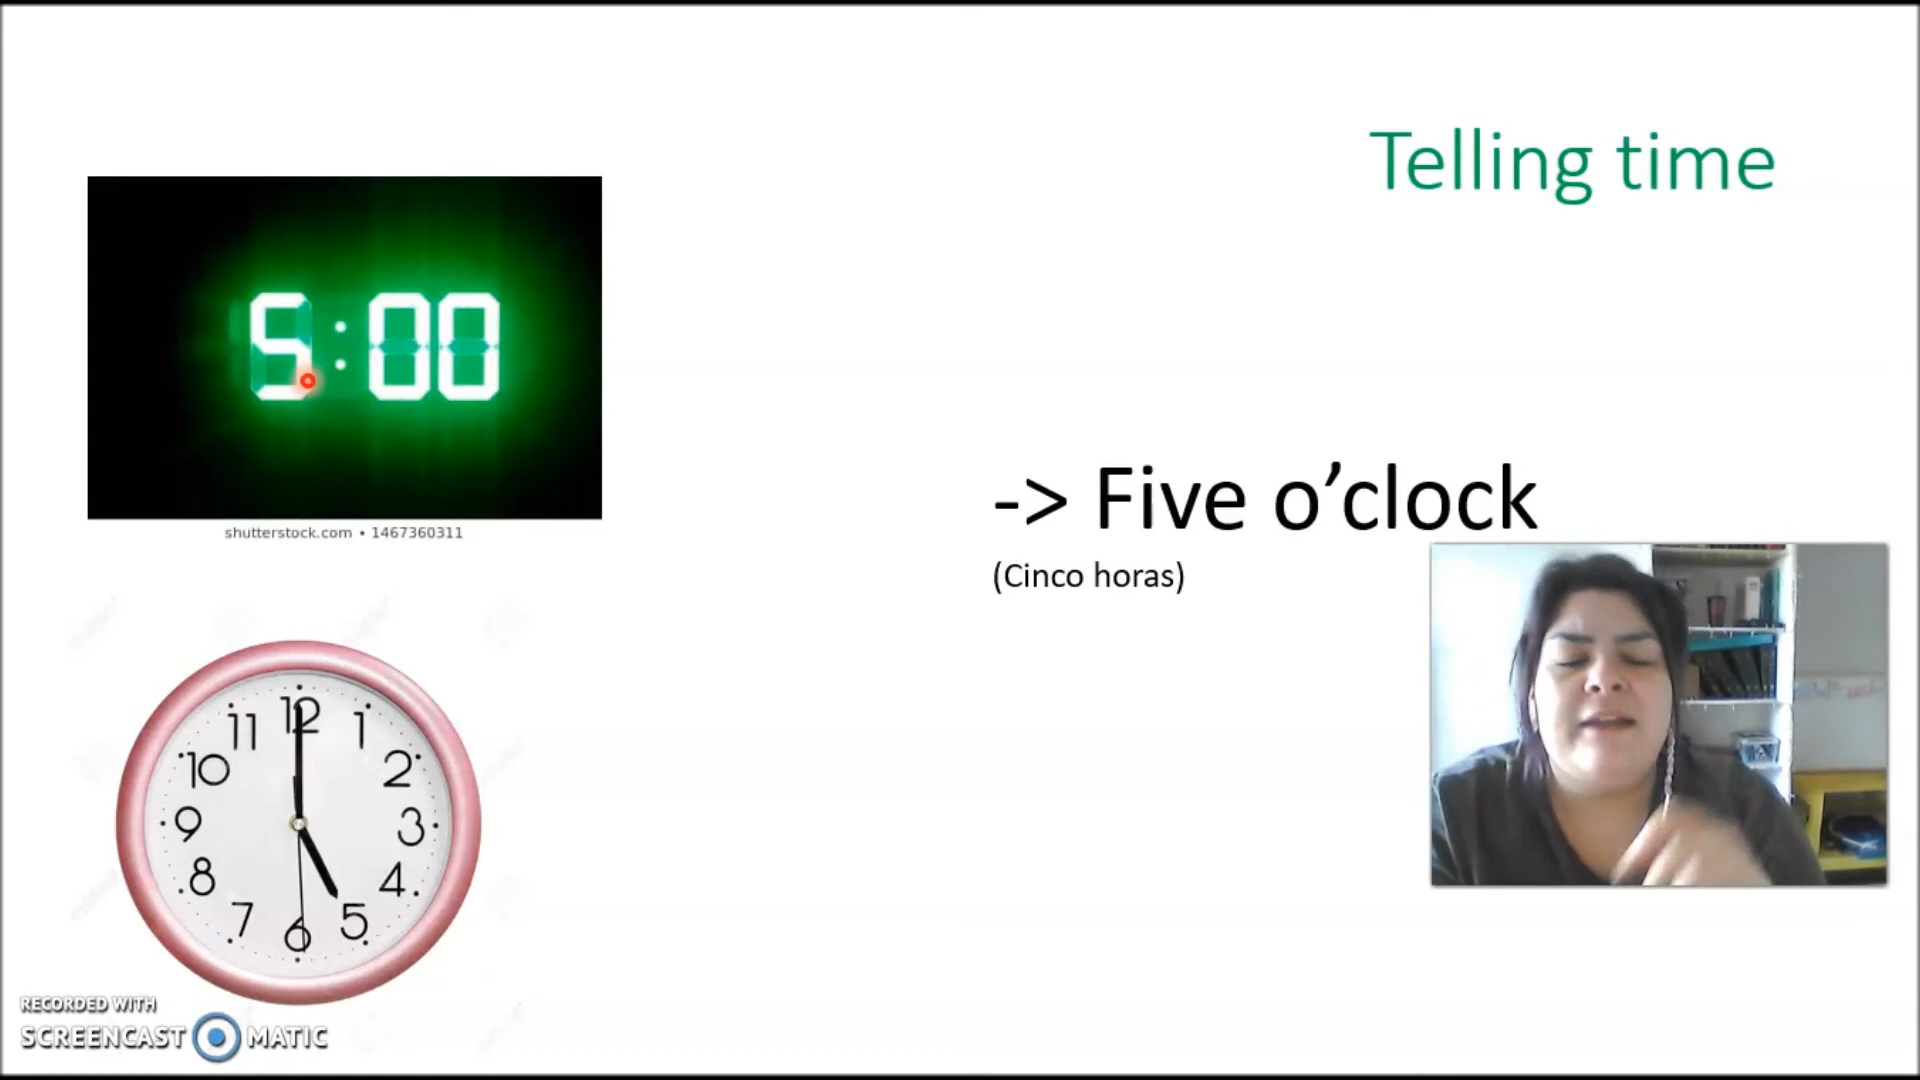 Telling time
5:00
shutterstock.com • 1467360311
-> Five o’clock
(Cinco horas)
12
11 1
10 2
9 3
8 4
7 5
6
RECORDED WITH
SCREENCAST MATIC